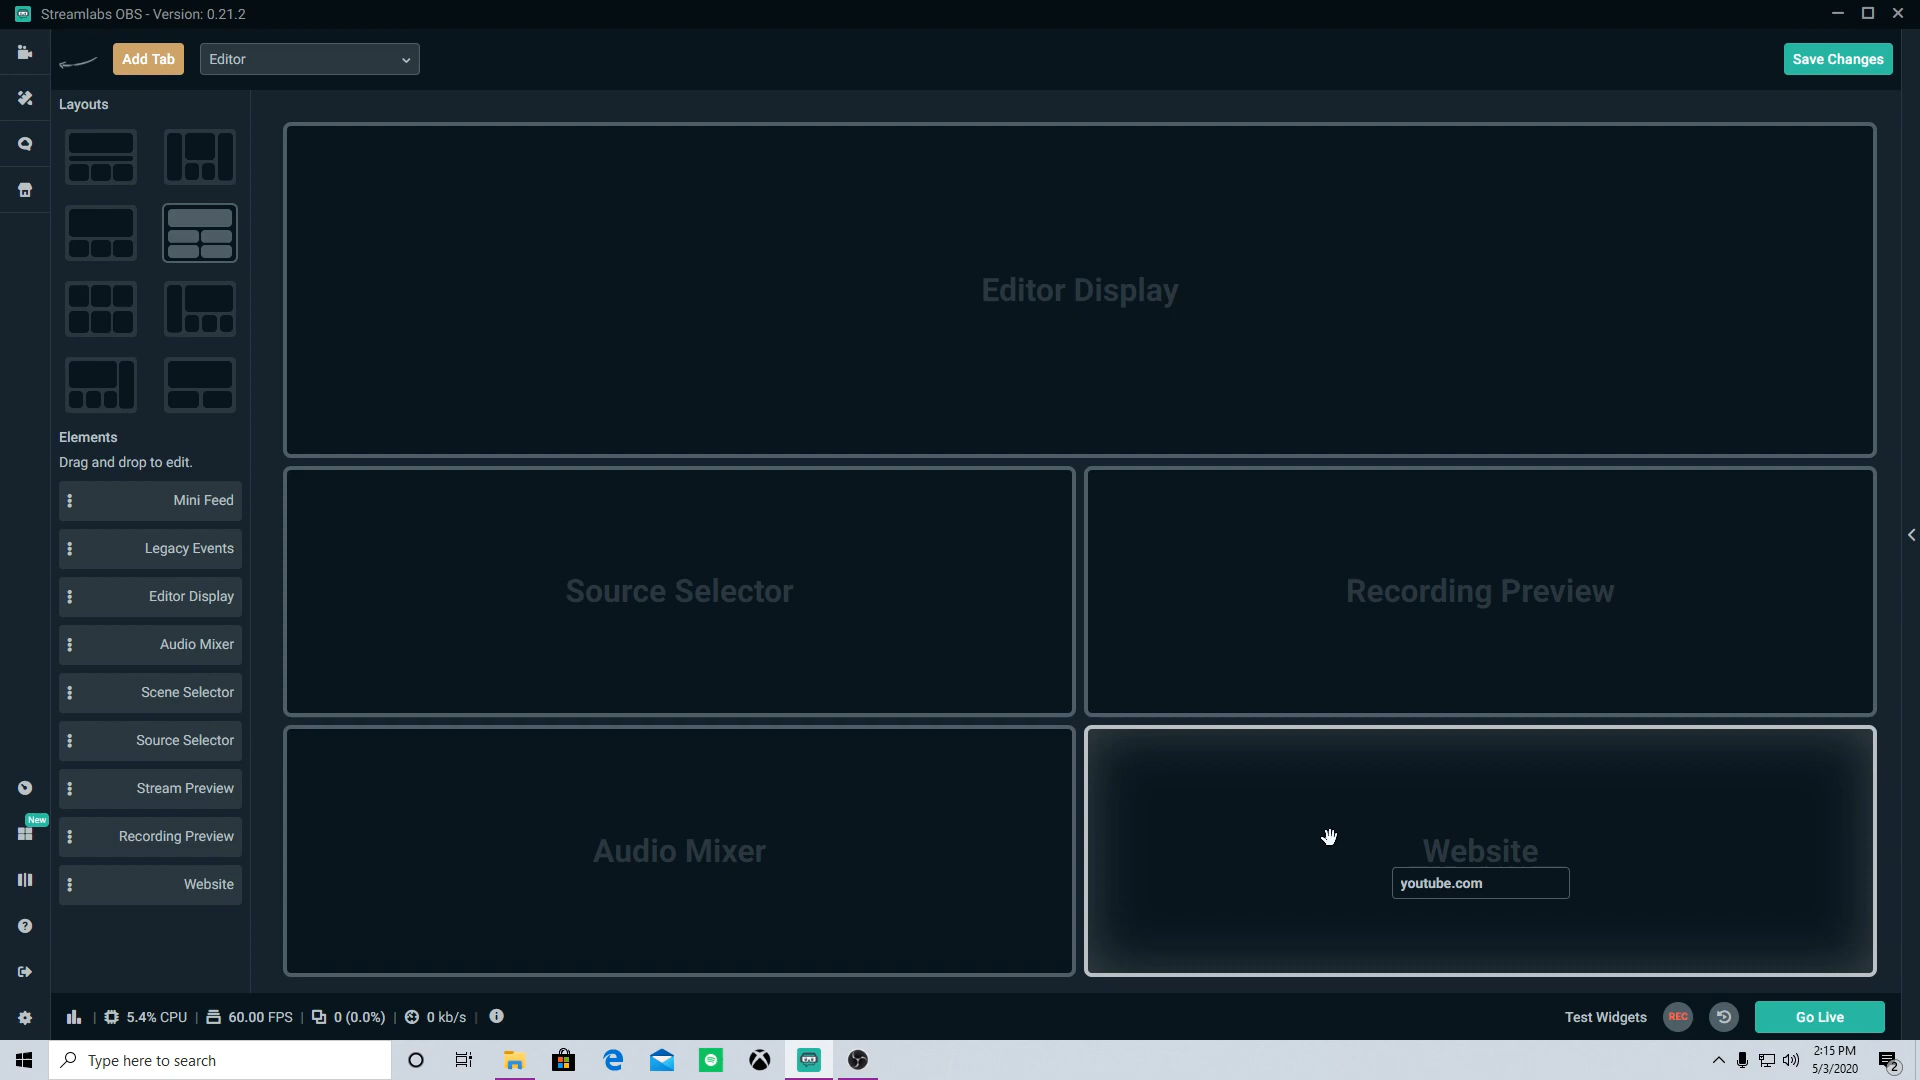 Streamlabs OBS - Version: 0.21.2
Add Tab
Editor
Save Changes
Layouts
Editor Display
Elements
Drag and drop to edit.
Mini Feed
Legacy Events
Editor Display
Audio Mixer
Scene Selector
Source Selector
Stream Preview
Recording Preview
Website
Source Selector
Recording Preview
Audio Mixer
Website
youtube.com
New
5.4% CPU
60.00 FPS
0 (0.0%)
0 kb/s
Test Widgets
REC
Go Live
Type here to search
2:15 PM
5/3/2020
2